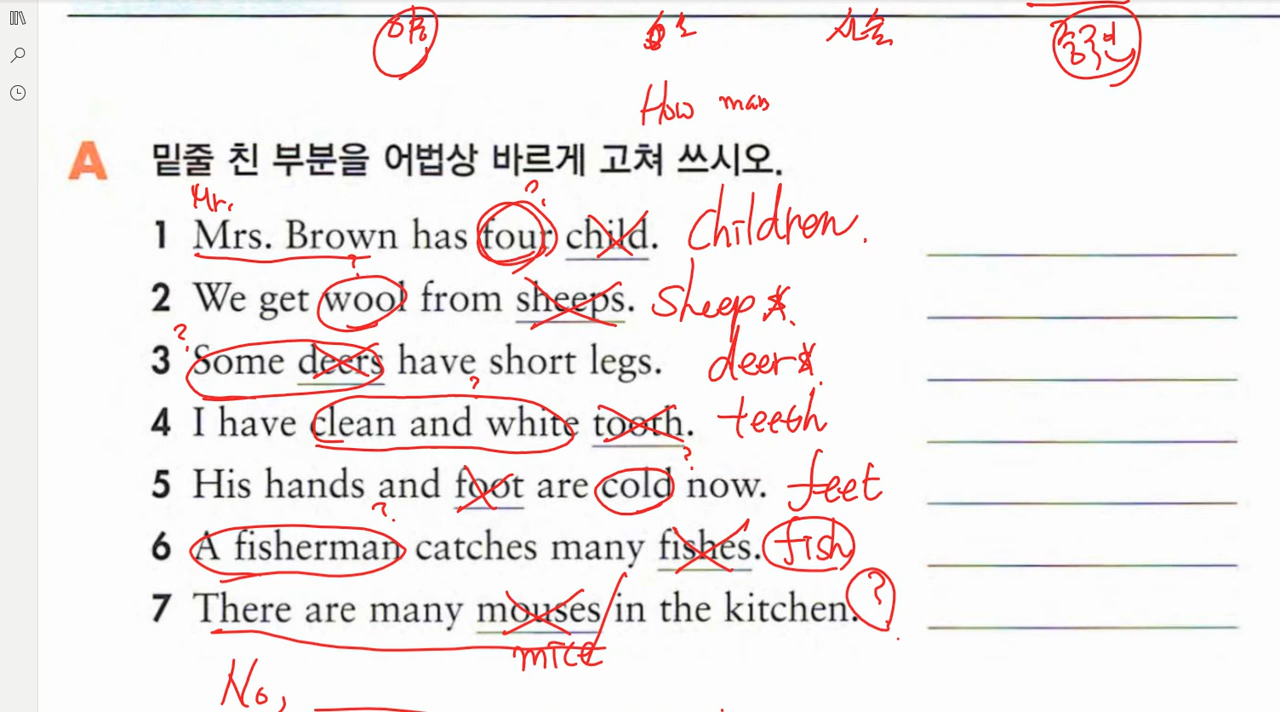 중국인
How man
A 밑줄 친 부분을 어법상 바르게 고쳐 쓰시오.
Mr.
1 Mrs. Brown has four child. children.
2 We get wool from sheeps. sheep
3 Some deers have short legs. deer
4 I have clean and white tooth. teeth
5 His hands and foot are cold now. feet
6 A fisherman catches many fishes. fish
7 There are many mouses in the kitchen. ?
mice
No,